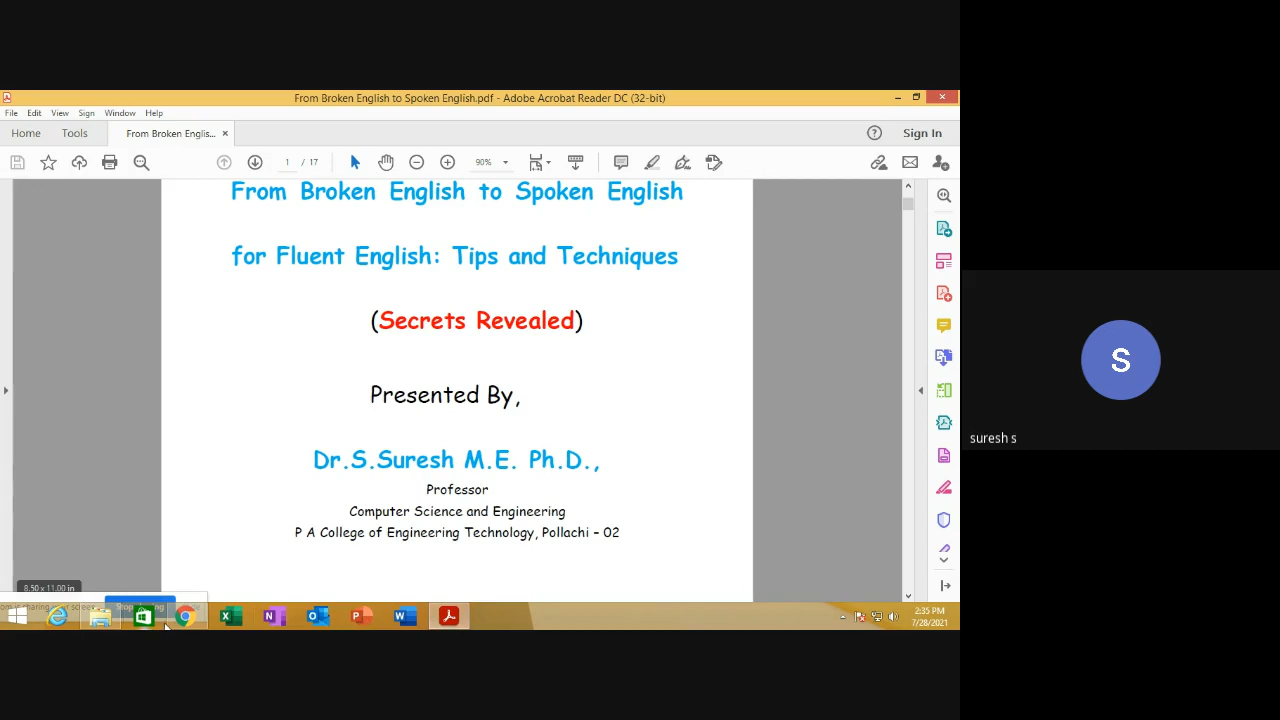 From Broken English to Spoken English.pdf - Adobe Acrobat Reader DC (32-bit)
File Edit View Sign Window Help
Home Tools From Broken Englis... × Sign In
1 / 17 90%
From Broken English to Spoken English
for Fluent English: Tips and Techniques
(Secrets Revealed)
Presented By,
Dr.S.Suresh M.E. Ph.D.,
Professor
Computer Science and Engineering
P A College of Engineering Technology, Pollachi – 02
8.50 x 11.00 in
2:35 PM
7/28/2021
S
suresh s